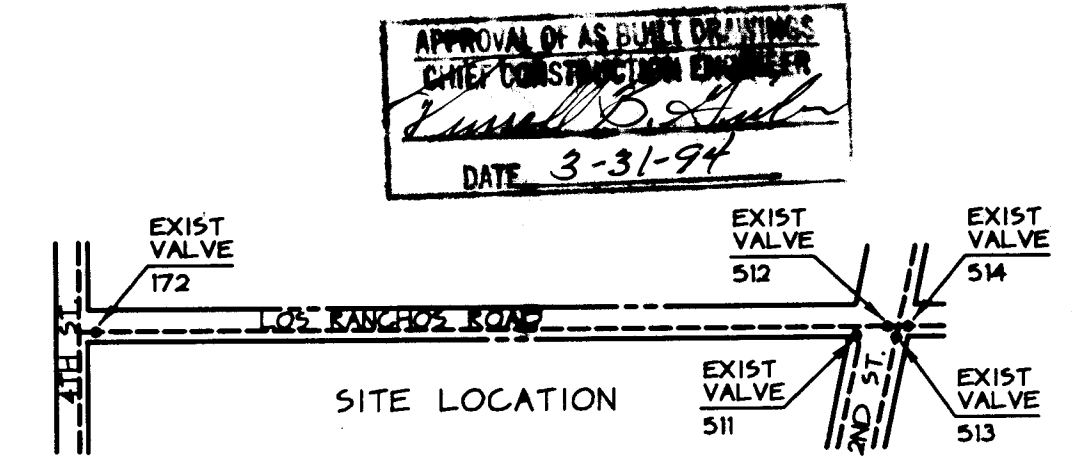 APPROVAL OF AS BUILT DRAWINGS
CHIEF CONSTRUCTION ENGINEER
Russell B.
DATE 3-31-94
EXIST
VALVE
172
EXIST
VALVE
512
EXIST
VALVE
514
LOS RANCHOS ROAD
4TH ST.
SITE LOCATION
EXIST
VALVE
511
2ND ST.
EXIST
VALVE
513